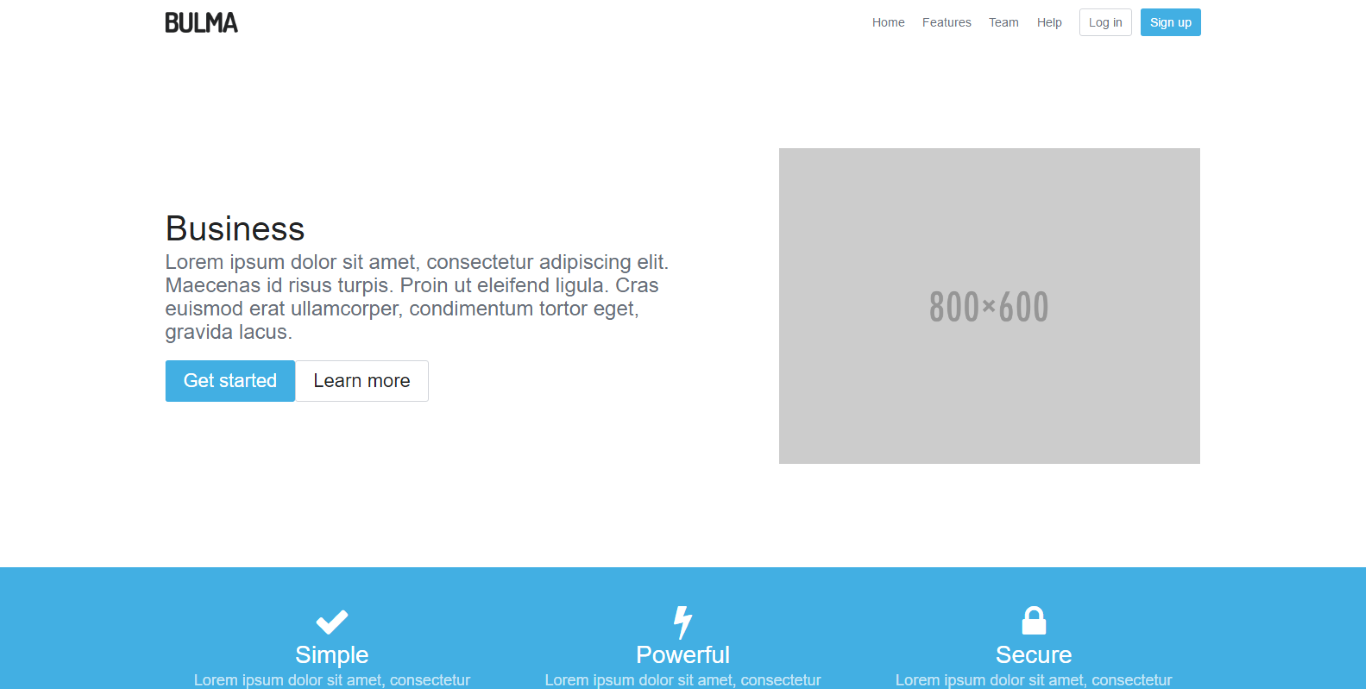 BULMA
Home Features Team Help Log in Sign up
Business
Lorem ipsum dolor sit amet, consectetur adipiscing elit.
Maecenas id risus turpis. Proin ut eleifend ligula. Cras
euismod erat ullamcorper, condimentum tortor eget,
gravida lacus.
Get started Learn more
800×600
Simple
Lorem ipsum dolor sit amet, consectetur
Powerful
Lorem ipsum dolor sit amet, consectetur
Secure
Lorem ipsum dolor sit amet, consectetur